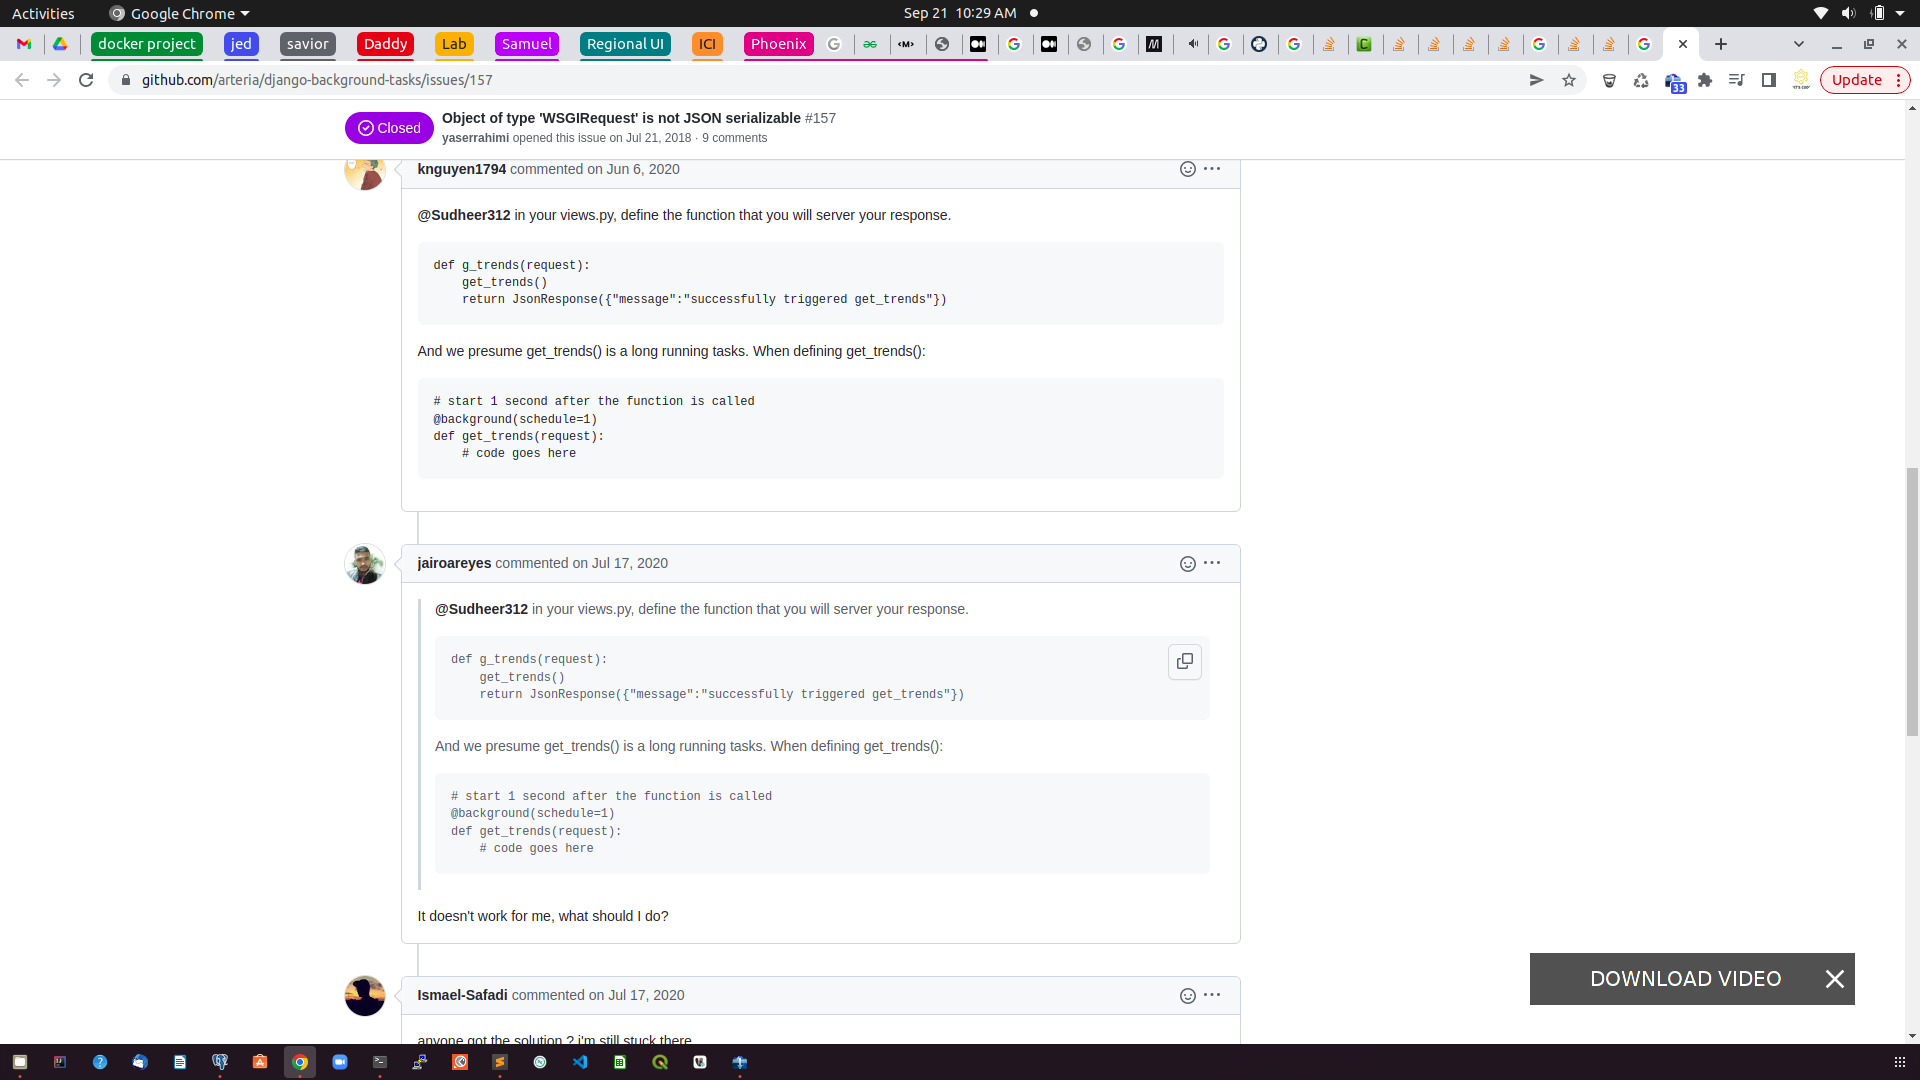 Activities Google Chrome Sep 21 10:29 AM
docker project jed savior Daddy Lab Samuel Regional UI ICI Phoenix
github.com/arteria/django-background-tasks/issues/157 33 Update
Closed Object of type 'WSGIRequest' is not JSON serializable #157
yaserrahimi opened this issue on Jul 21, 2018 · 9 comments
knguyen1794 commented on Jun 6, 2020
@Sudheer312 in your views.py, define the function that you will server your response.
def g_trends(request):
    get_trends()
    return JsonResponse({"message":"successfully triggered get_trends"})
And we presume get_trends() is a long running tasks. When defining get_trends():
# start 1 second after the function is called
@background(schedule=1)
def get_trends(request):
    # code goes here
jairoareyes commented on Jul 17, 2020
@Sudheer312 in your views.py, define the function that you will server your response.
def g_trends(request):
    get_trends()
    return JsonResponse({"message":"successfully triggered get_trends"})
And we presume get_trends() is a long running tasks. When defining get_trends():
# start 1 second after the function is called
@background(schedule=1)
def get_trends(request):
    # code goes here
It doesn't work for me, what should I do?
DOWNLOAD VIDEO
Ismael-Safadi commented on Jul 17, 2020
anyone got the solution ? i'm still stuck there